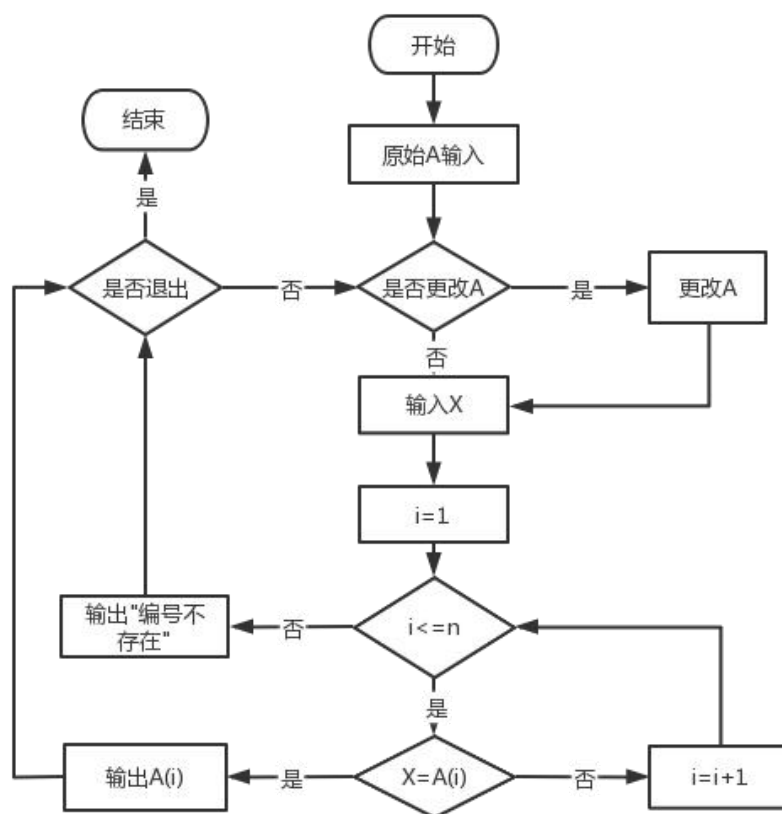 开始
结束
原始A输入
是
是否退出
否
是否更改A
是
更改A
否
输入X
i=1
输出"编号不
存在"
否
i<=n
是
输出A(i)
是
X=A(i)
否
i=i+1